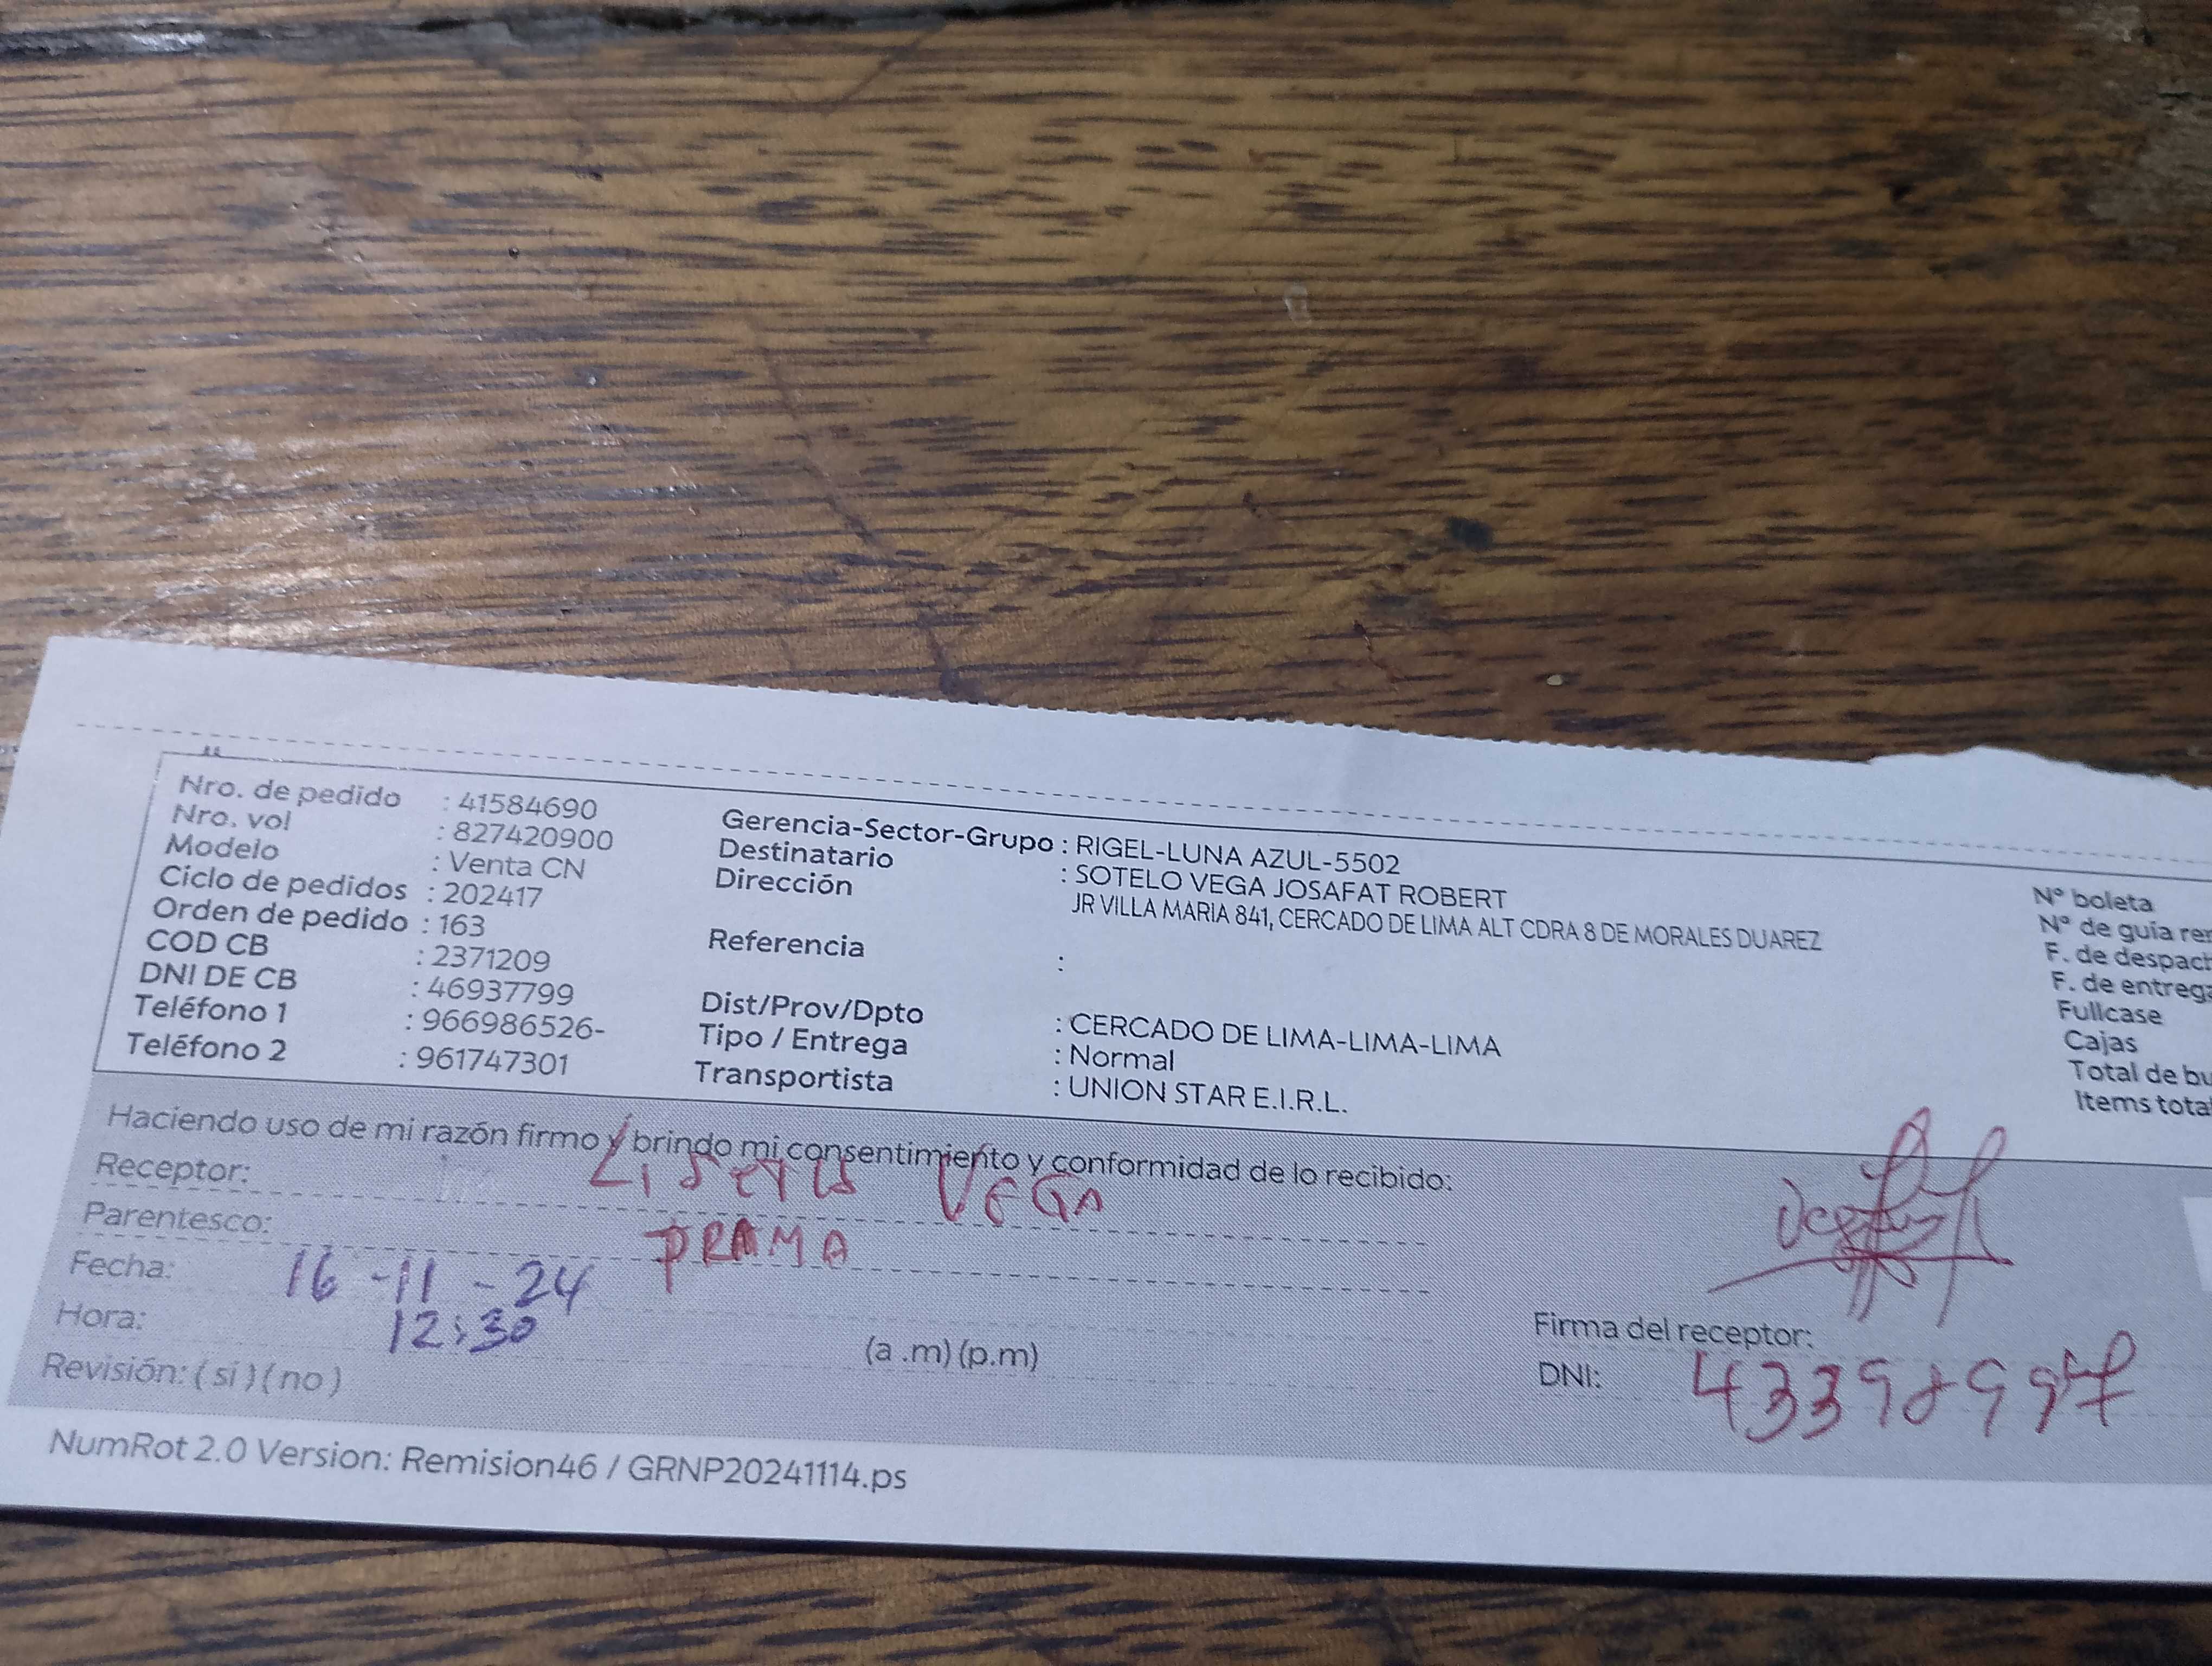 Nro. de pedido : 41584690
Nro. vol : 827420900
Modelo : Venta CN
Ciclo de pedidos : 202417
Orden de pedido : 163
COD CB : 2371209
DNI DE CB : 46937799
Teléfono 1 : 966986526-
Teléfono 2 : 961747301
Gerencia-Sector-Grupo : RIGEL-LUNA AZUL-5502
Destinatario : SOTELO VEGA JOSAFAT ROBERT
Dirección JR VILLA MARIA 841, CERCADO DE LIMA ALT CDRA 8 DE MORALES DUAREZ
Referencia :
Dist/Prov/Dpto : CERCADO DE LIMA-LIMA-LIMA
Tipo / Entrega : Normal
Transportista : UNION STAR E.I.R.L.
N° boleta
N° de guía
F. de
F. de
Fullcase
Cajas
Total de
Items
Haciendo uso de mi razón firmo y brindo mi consentimiento y conformidad de lo recibido:
Receptor: VEGA
Parentesco: PRAMA
Fecha: 16-11-24
Hora: 12:30 (a .m) (p.m)
Revisión: ( si ) ( no )
Firma del receptor:
DNI:
NumRot 2.0 Version: Remision46 / GRNP20241114.ps